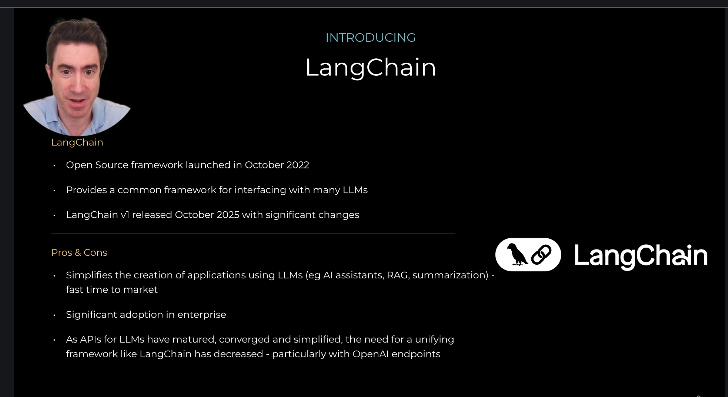 INTRODUCING
LangChain
LangChain
· Open Source framework launched in October 2022
· Provides a common framework for interfacing with many LLMs
· LangChain v1 released October 2025 with significant changes
Pros & Cons
· Simplifies the creation of applications using LLMs (eg AI assistants, RAG, summarization) -
fast time to market
· Significant adoption in enterprise
· As APIs for LLMs have matured, converged and simplified, the need for a unifying
framework like LangChain has decreased - particularly with OpenAI endpoints
LangChain